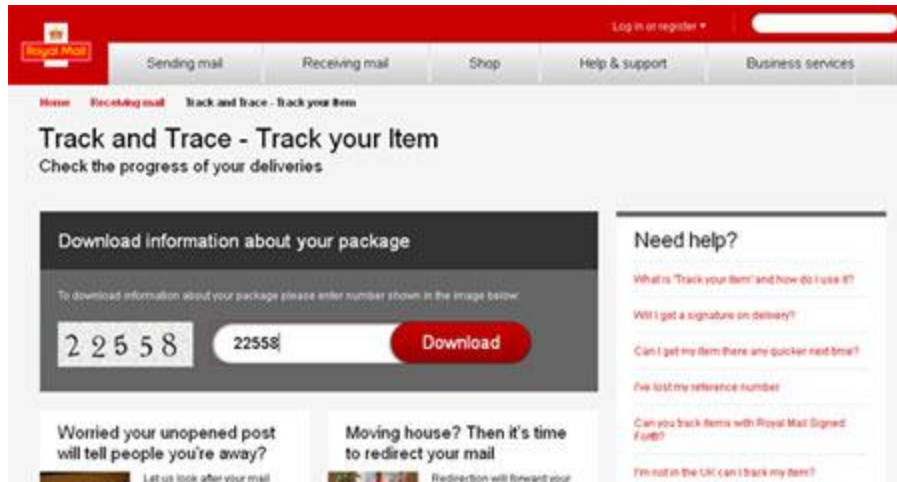 Log in or register
Royal Mail
Sending mail
Receiving mail
Shop
Help & support
Business services
Home
Receiving mail
Track and Trace - Track your Item
Track and Trace - Track your Item
Check the progress of your deliveries
Download information about your package
To download information about your package please enter number shown in the image below:
22558
22558
Download
Need help?
What is 'Track your item' and how do I use it?
Will I get a signature on delivery?
Can I get my item there any quicker next time?
I've lost my reference number
Can you track items with Royal Mail Signed
For®?
I'm not in the UK can I track my item?
Worried your unopened post
will tell people you're away?
Let us look after your mail
Moving house? Then it's time
to redirect your mail
Redirection will forward your